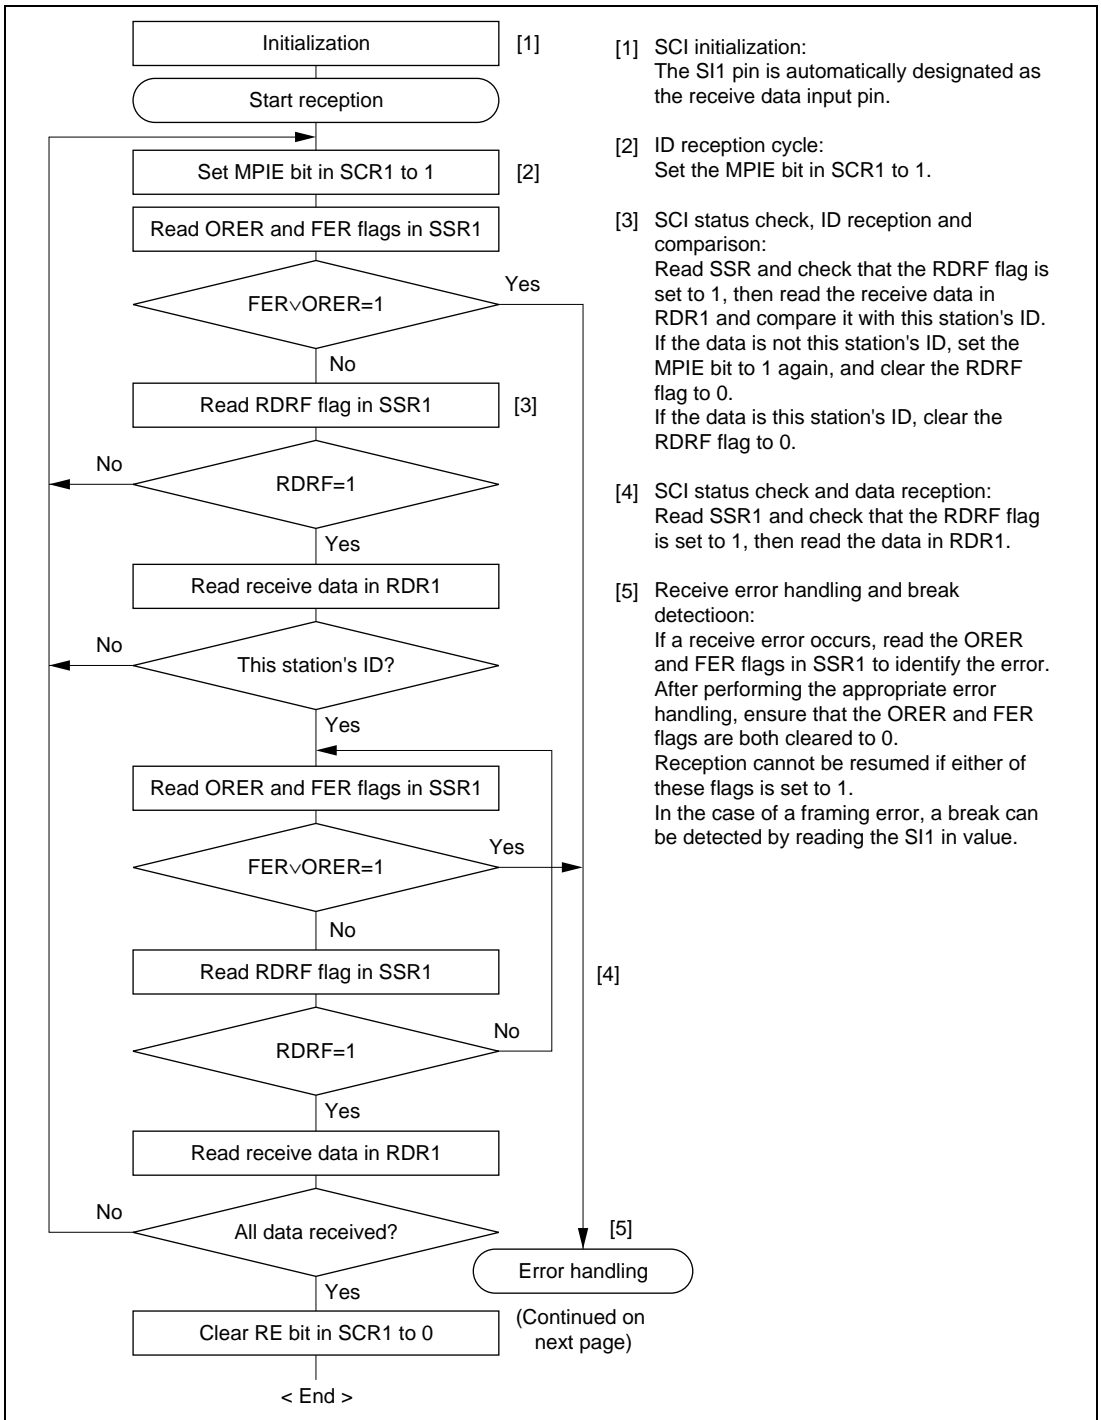 Initialization
[1]
Start reception
Set MPIE bit in SCR1 to 1
[2]
Read ORER and FER flags in SSR1
FER∨ORER=1
Yes
No
Read RDRF flag in SSR1
[3]
No
RDRF=1
Yes
Read receive data in RDR1
No
This station's ID?
Yes
Read ORER and FER flags in SSR1
FER∨ORER=1
Yes
No
Read RDRF flag in SSR1
[4]
RDRF=1
No
Yes
Read receive data in RDR1
No
All data received?
[5]
Error handling
Yes
(Continued on
next page)
Clear RE bit in SCR1 to 0
< End >
[1] SCI initialization:
The SI1 pin is automatically designated as
the receive data input pin.
[2] ID reception cycle:
Set the MPIE bit in SCR1 to 1.
[3] SCI status check, ID reception and
comparison:
Read SSR and check that the RDRF flag is
set to 1, then read the receive data in
RDR1 and compare it with this station's ID.
If the data is not this station's ID, set the
MPIE bit to 1 again, and clear the RDRF
flag to 0.
If the data is this station's ID, clear the
RDRF flag to 0.
[4] SCI status check and data reception:
Read SSR1 and check that the RDRF flag
is set to 1, then read the data in RDR1.
[5] Receive error handling and break
detectioon:
If a receive error occurs, read the ORER
and FER flags in SSR1 to identify the error.
After performing the appropriate error
handling, ensure that the ORER and FER
flags are both cleared to 0.
Reception cannot be resumed if either of
these flags is set to 1.
In the case of a framing error, a break can
be detected by reading the SI1 in value.